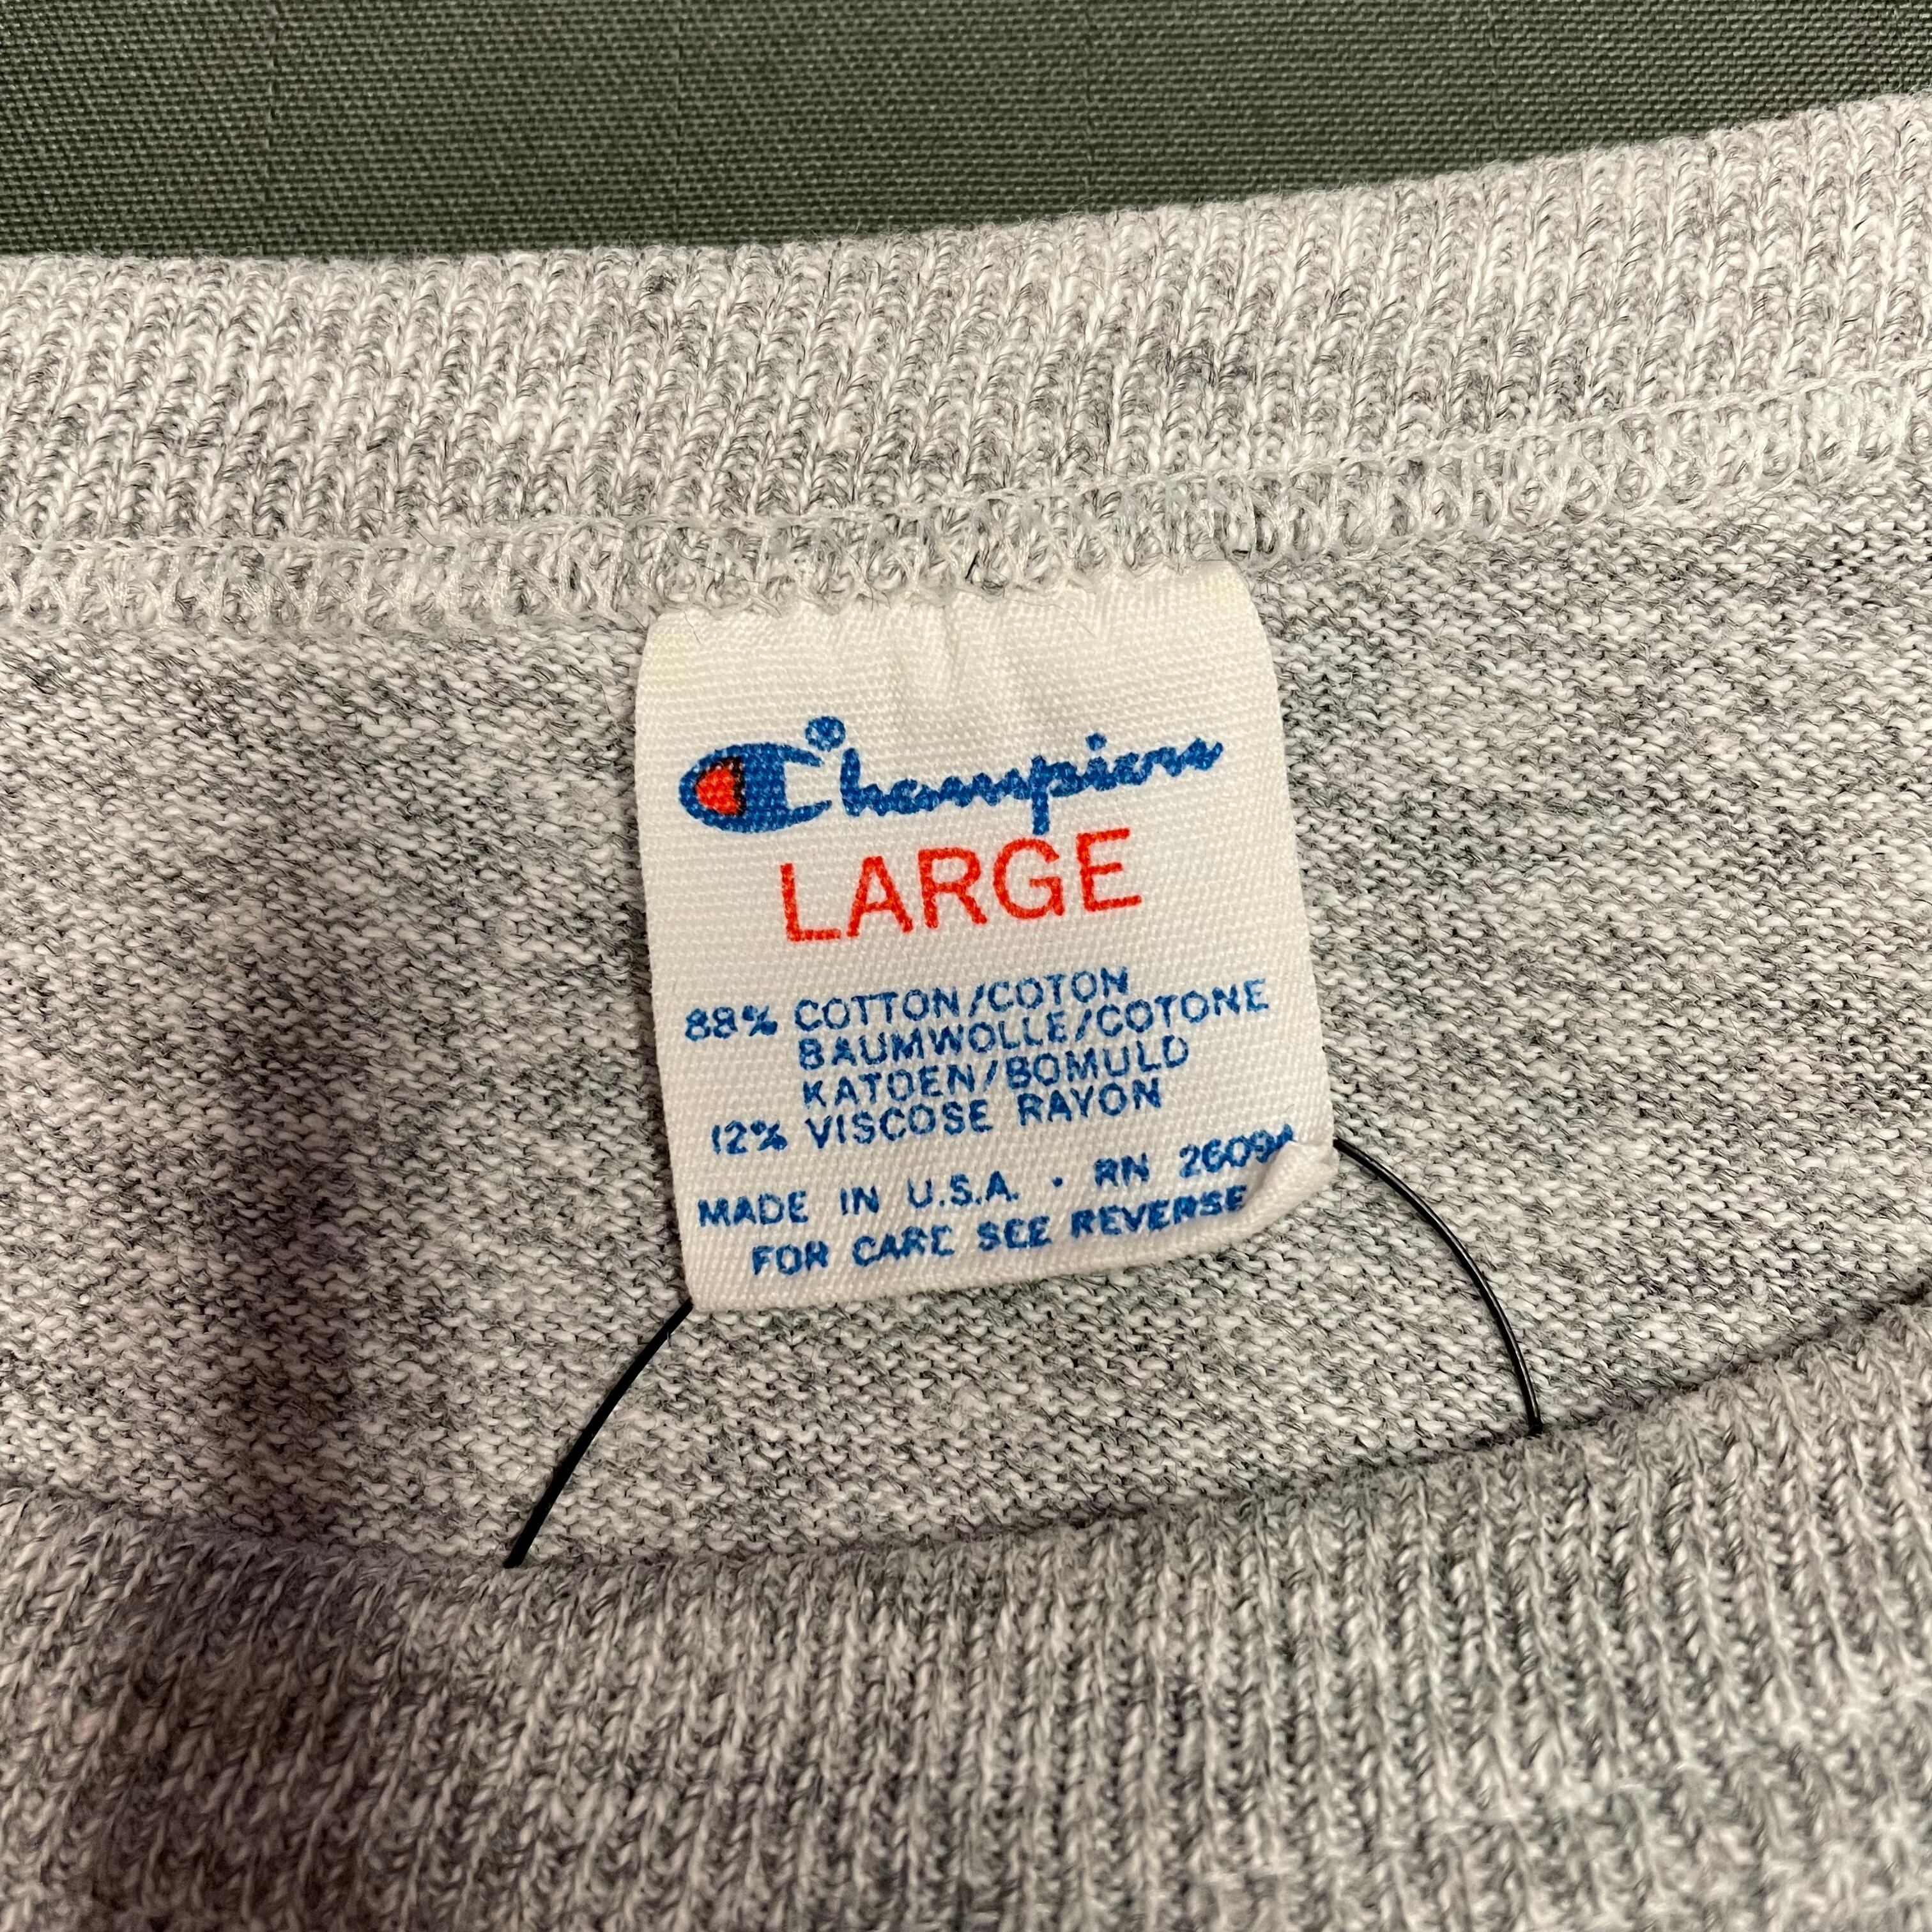 Champion
LARGE
88% COTTON/COTON
BAUMWOLLE/COTONE
KATOEN/BOMULD
12% VISCOSE RAYON
MADE IN U.S.A. · RN 26094
FOR CARE SEE REVERSE